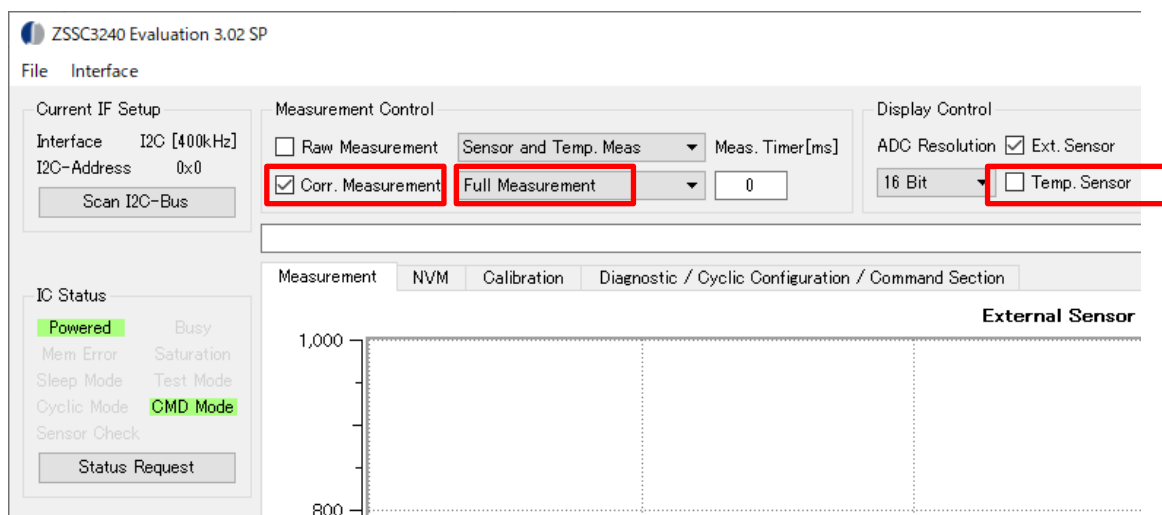 ZSSC3240 Evaluation 3.02 SP
File Interface
Current IF Setup
Interface I2C [400kHz]
I2C-Address 0x0
Scan I2C-Bus
Measurement Control
Raw Measurement Sensor and Temp. Meas Meas. Timer[ms]
Corr. Measurement Full Measurement 0
Display Control
ADC Resolution Ext. Sensor
16 Bit Temp. Sensor
Measurement NVM Calibration Diagnostic / Cyclic Configuration / Command Section
IC Status
Powered Busy
Mem Error Saturation
Sleep Mode Test Mode
Cyclic Mode CMD Mode
Sensor Check
Status Request
External Sensor
1,000
800